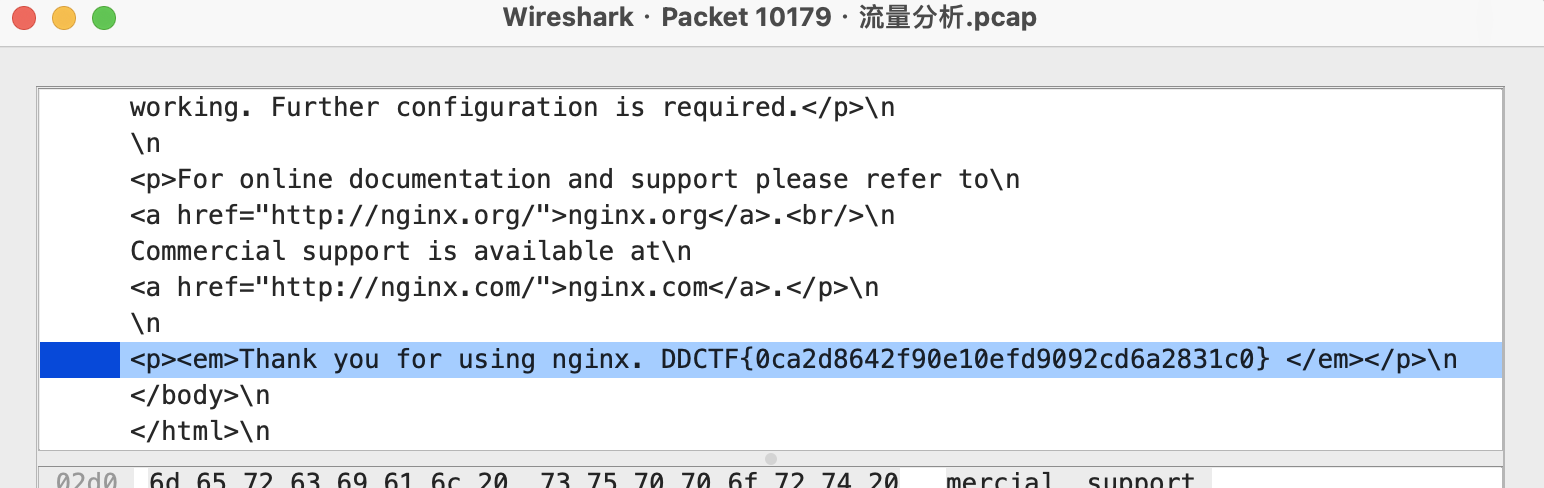 Wireshark · Packet 10179 · 流量分析.pcap
working. Further configuration is required.</p>\n
\n
<p>For online documentation and support please refer to\n
<a href="http://nginx.org/">nginx.org</a>.<br/>\n
Commercial support is available at\n
<a href="http://nginx.com/">nginx.com</a>.</p>\n
\n
<p><em>Thank you for using nginx. DDCTF{0ca2d8642f90e10efd9092cd6a2831c0} </em></p>\n
</body>\n
</html>\n
02d0 6d 65 72 63 69 61 6c 20 73 75 70 70 6f 72 74 20 mercial support